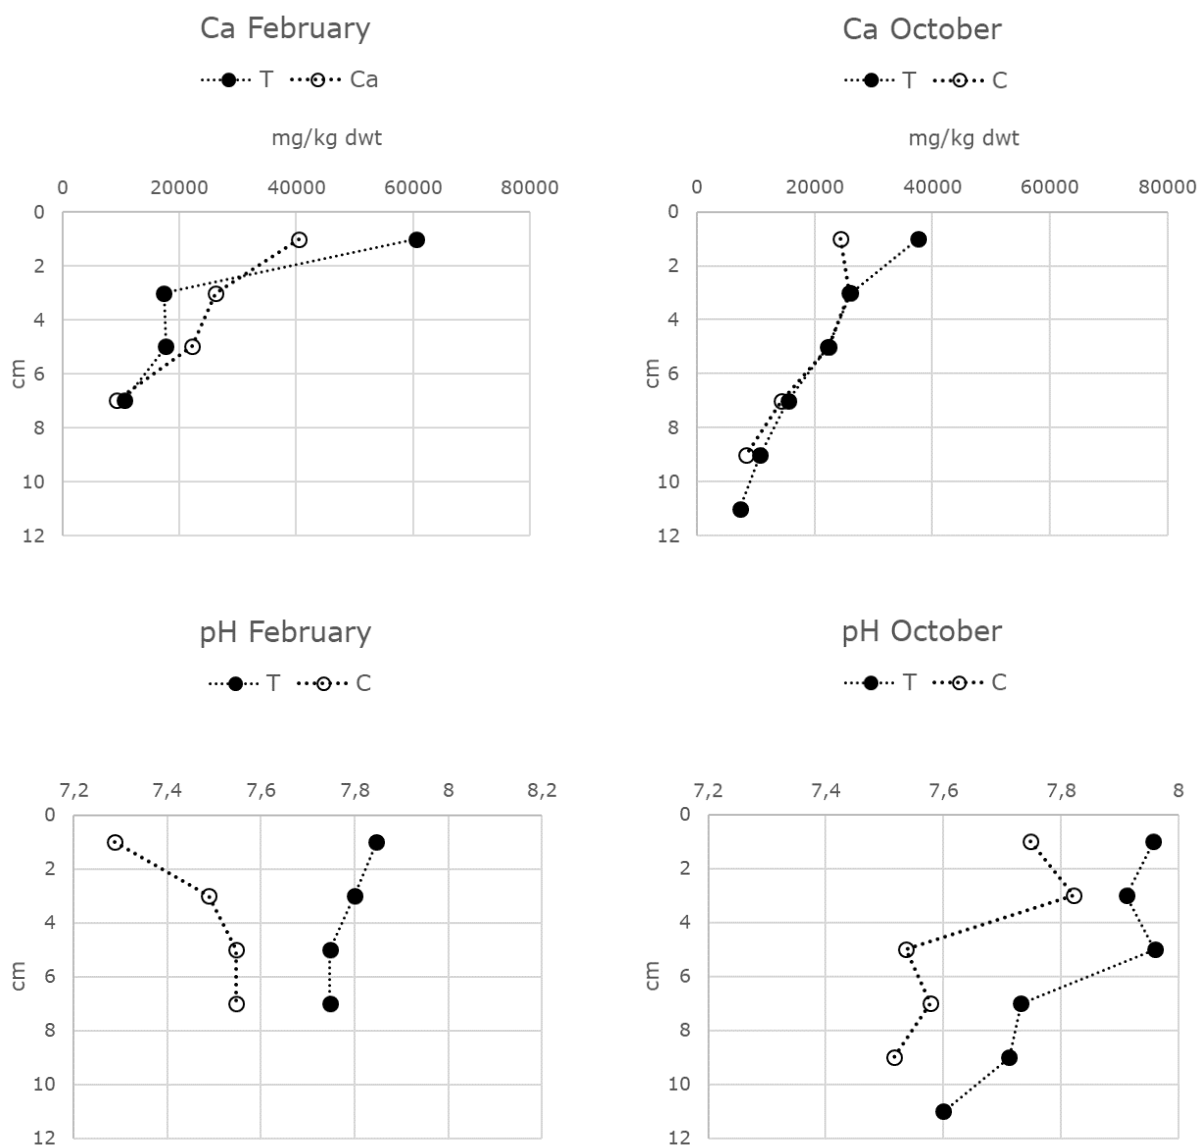 Ca February
T Ca
mg/kg dwt
0 20000 40000 60000 80000
0
2
4
6
8
10
12
cm
Ca October
T C
mg/kg dwt
0 20000 40000 60000 80000
0
2
4
6
8
10
12
cm
pH February
T C
7,2 7,4 7,6 7,8 8 8,2
0
2
4
6
8
10
12
cm
pH October
T C
7,2 7,4 7,6 7,8 8
0
2
4
6
8
10
12
cm